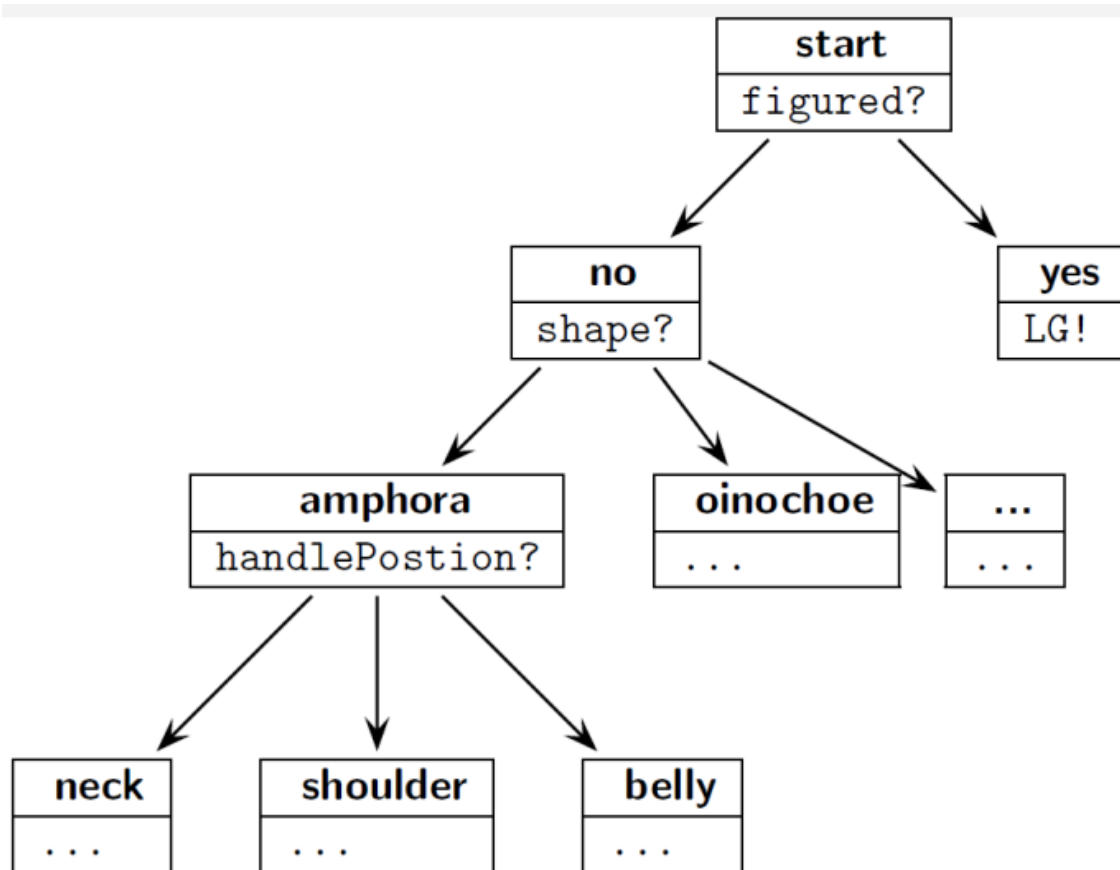 start
figured?
no
shape?
yes
LG!
amphora
handlePostion?
oinochoe
...
...
...
neck
...
shoulder
...
belly
...